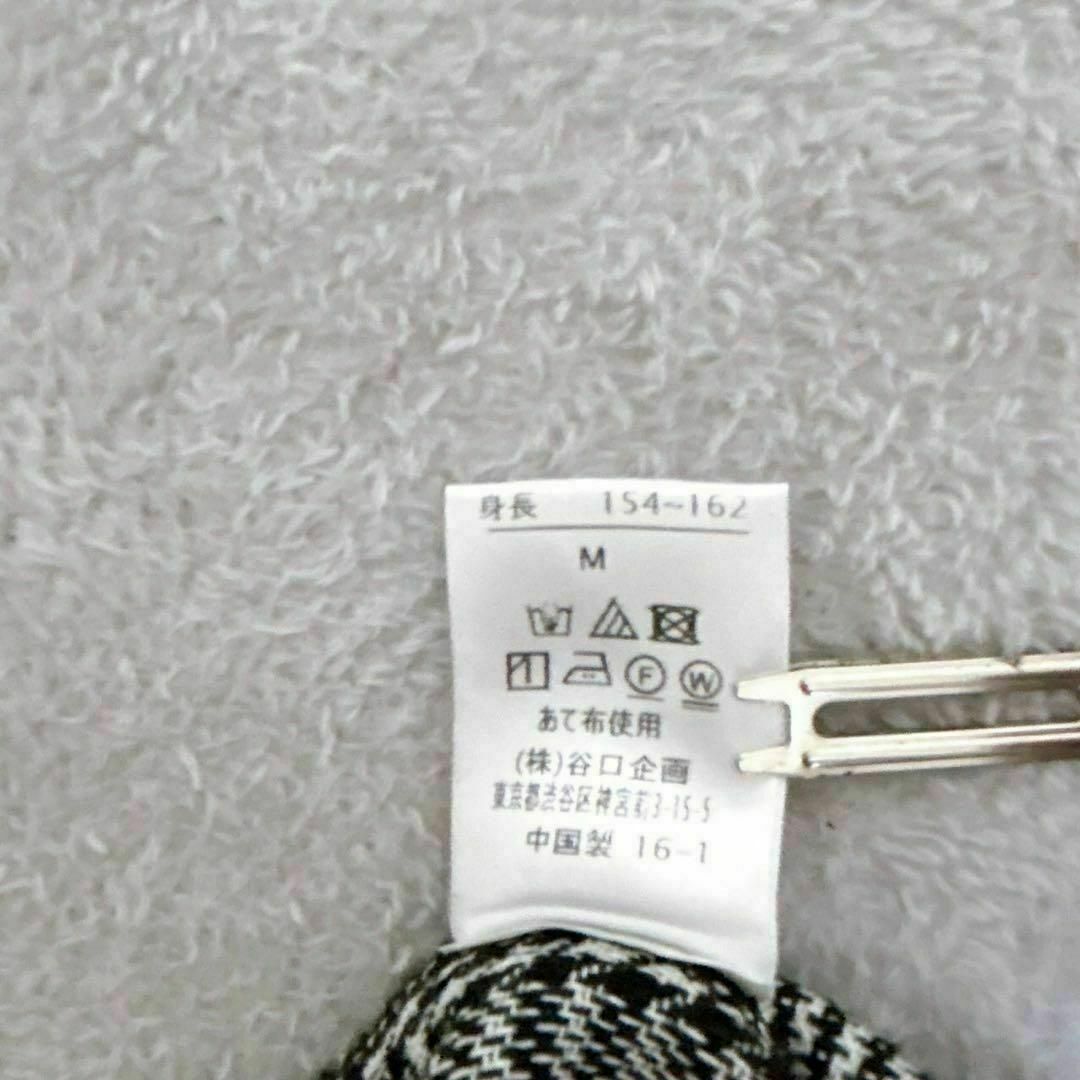 身長 154~162
M
F W
あて布使用
(株)谷口企画
東京都渋谷区神宮前3-15-5
中国製 16-1